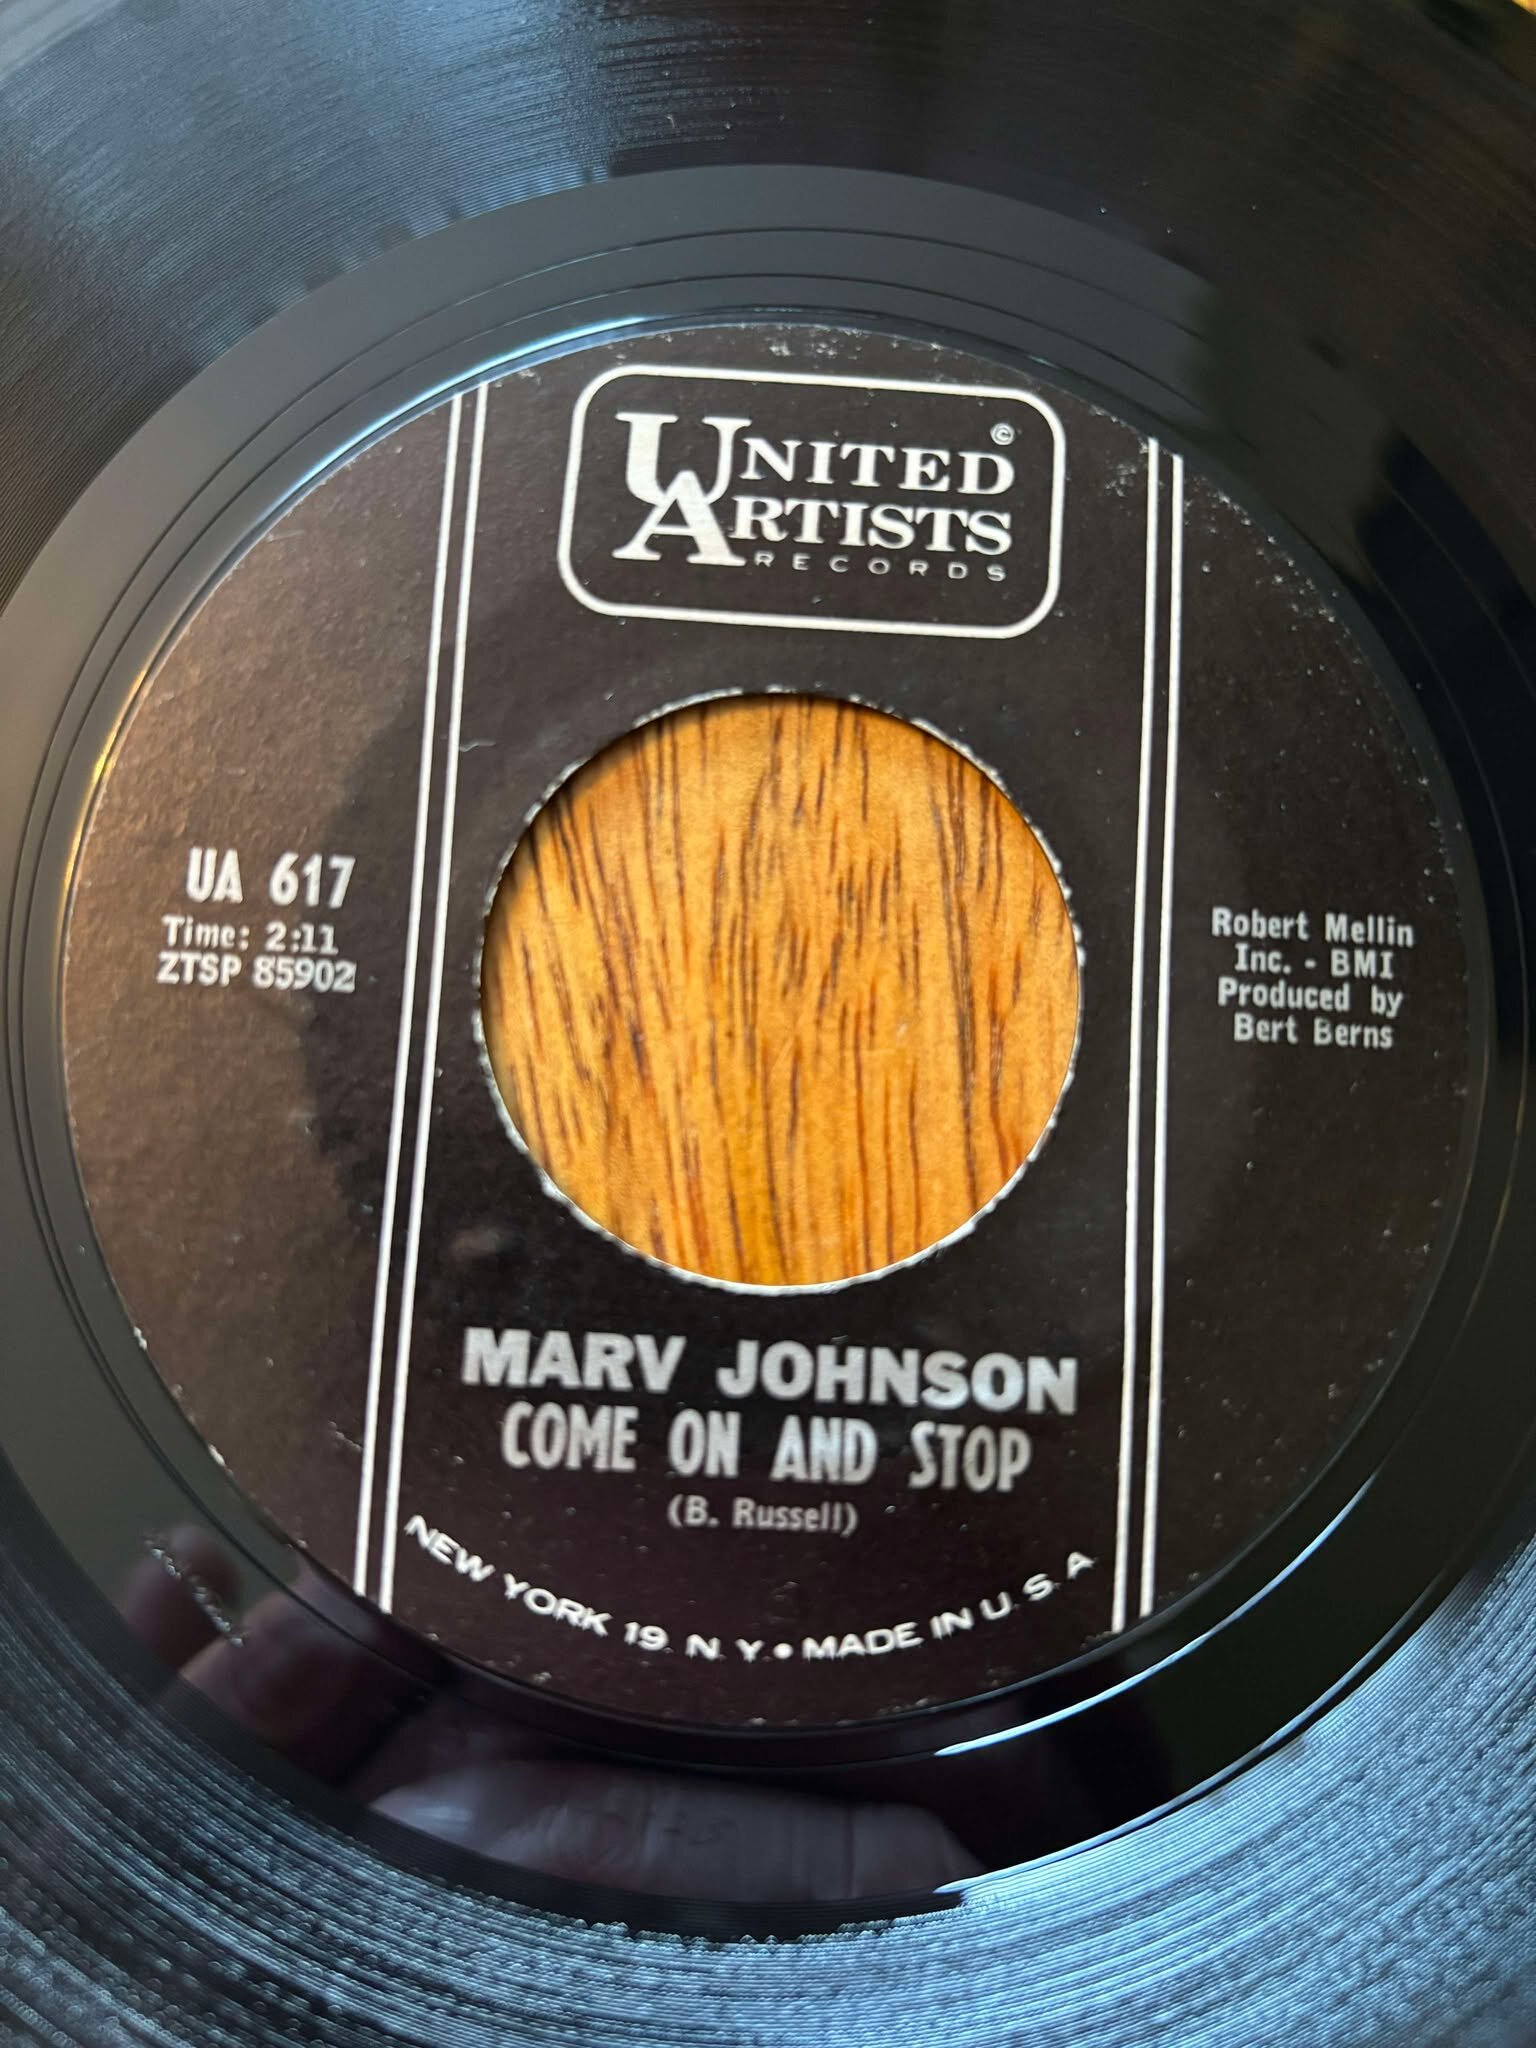 UNITED ©
ARTISTS
RECORDS
UA 617
Time: 2:11
ZTSP 85902
Robert Mellin
Inc. - BMI
Produced by
Bert Berns
MARV JOHNSON
COME ON AND STOP
(B. Russell)
NEW YORK 19. N. Y. • MADE IN U. S. A